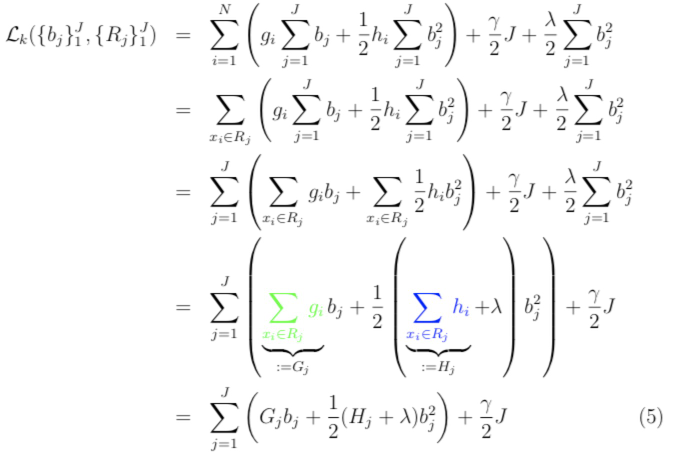 $\mathcal{L}_k(\{b_j\}_1^J, \{R_j\}_1^J) = \sum_{i=1}^{N} \left( g_i \sum_{j=1}^{J} b_j + \frac{1}{2} h_i \sum_{j=1}^{J} b_j^2 \right) + \frac{\gamma}{2} J + \frac{\lambda}{2} \sum_{j=1}^{J} b_j^2$
$= \sum_{x_i \in R_j} \left( g_i \sum_{j=1}^{J} b_j + \frac{1}{2} h_i \sum_{j=1}^{J} b_j^2 \right) + \frac{\gamma}{2} J + \frac{\lambda}{2} \sum_{j=1}^{J} b_j^2$
$= \sum_{j=1}^{J} \left( \sum_{x_i \in R_j} g_i b_j + \sum_{x_i \in R_j} \frac{1}{2} h_i b_j^2 \right) + \frac{\gamma}{2} J + \frac{\lambda}{2} \sum_{j=1}^{J} b_j^2$
$= \sum_{j=1}^{J} \left( \underbrace{\sum_{x_i \in R_j} g_i}_{:=G_j} b_j + \frac{1}{2} \left( \underbrace{\sum_{x_i \in R_j} h_i}_{:=H_j} + \lambda \right) b_j^2 \right) + \frac{\gamma}{2} J$
$= \sum_{j=1}^{J} \left( G_j b_j + \frac{1}{2} (H_j + \lambda) b_j^2 \right) + \frac{\gamma}{2} J \quad (5)$